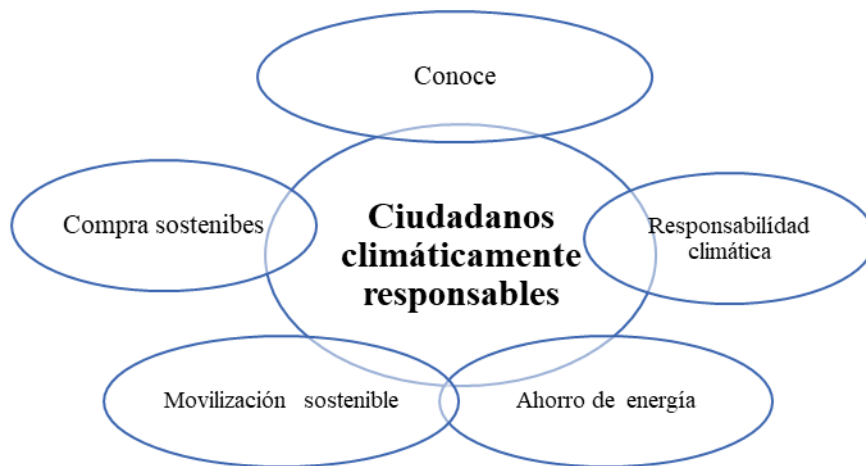 Conoce
Compra sostenibes
Ciudadanos
climáticamente
responsables
Responsabilídad
climática
Movilización sostenible
Ahorro de energía